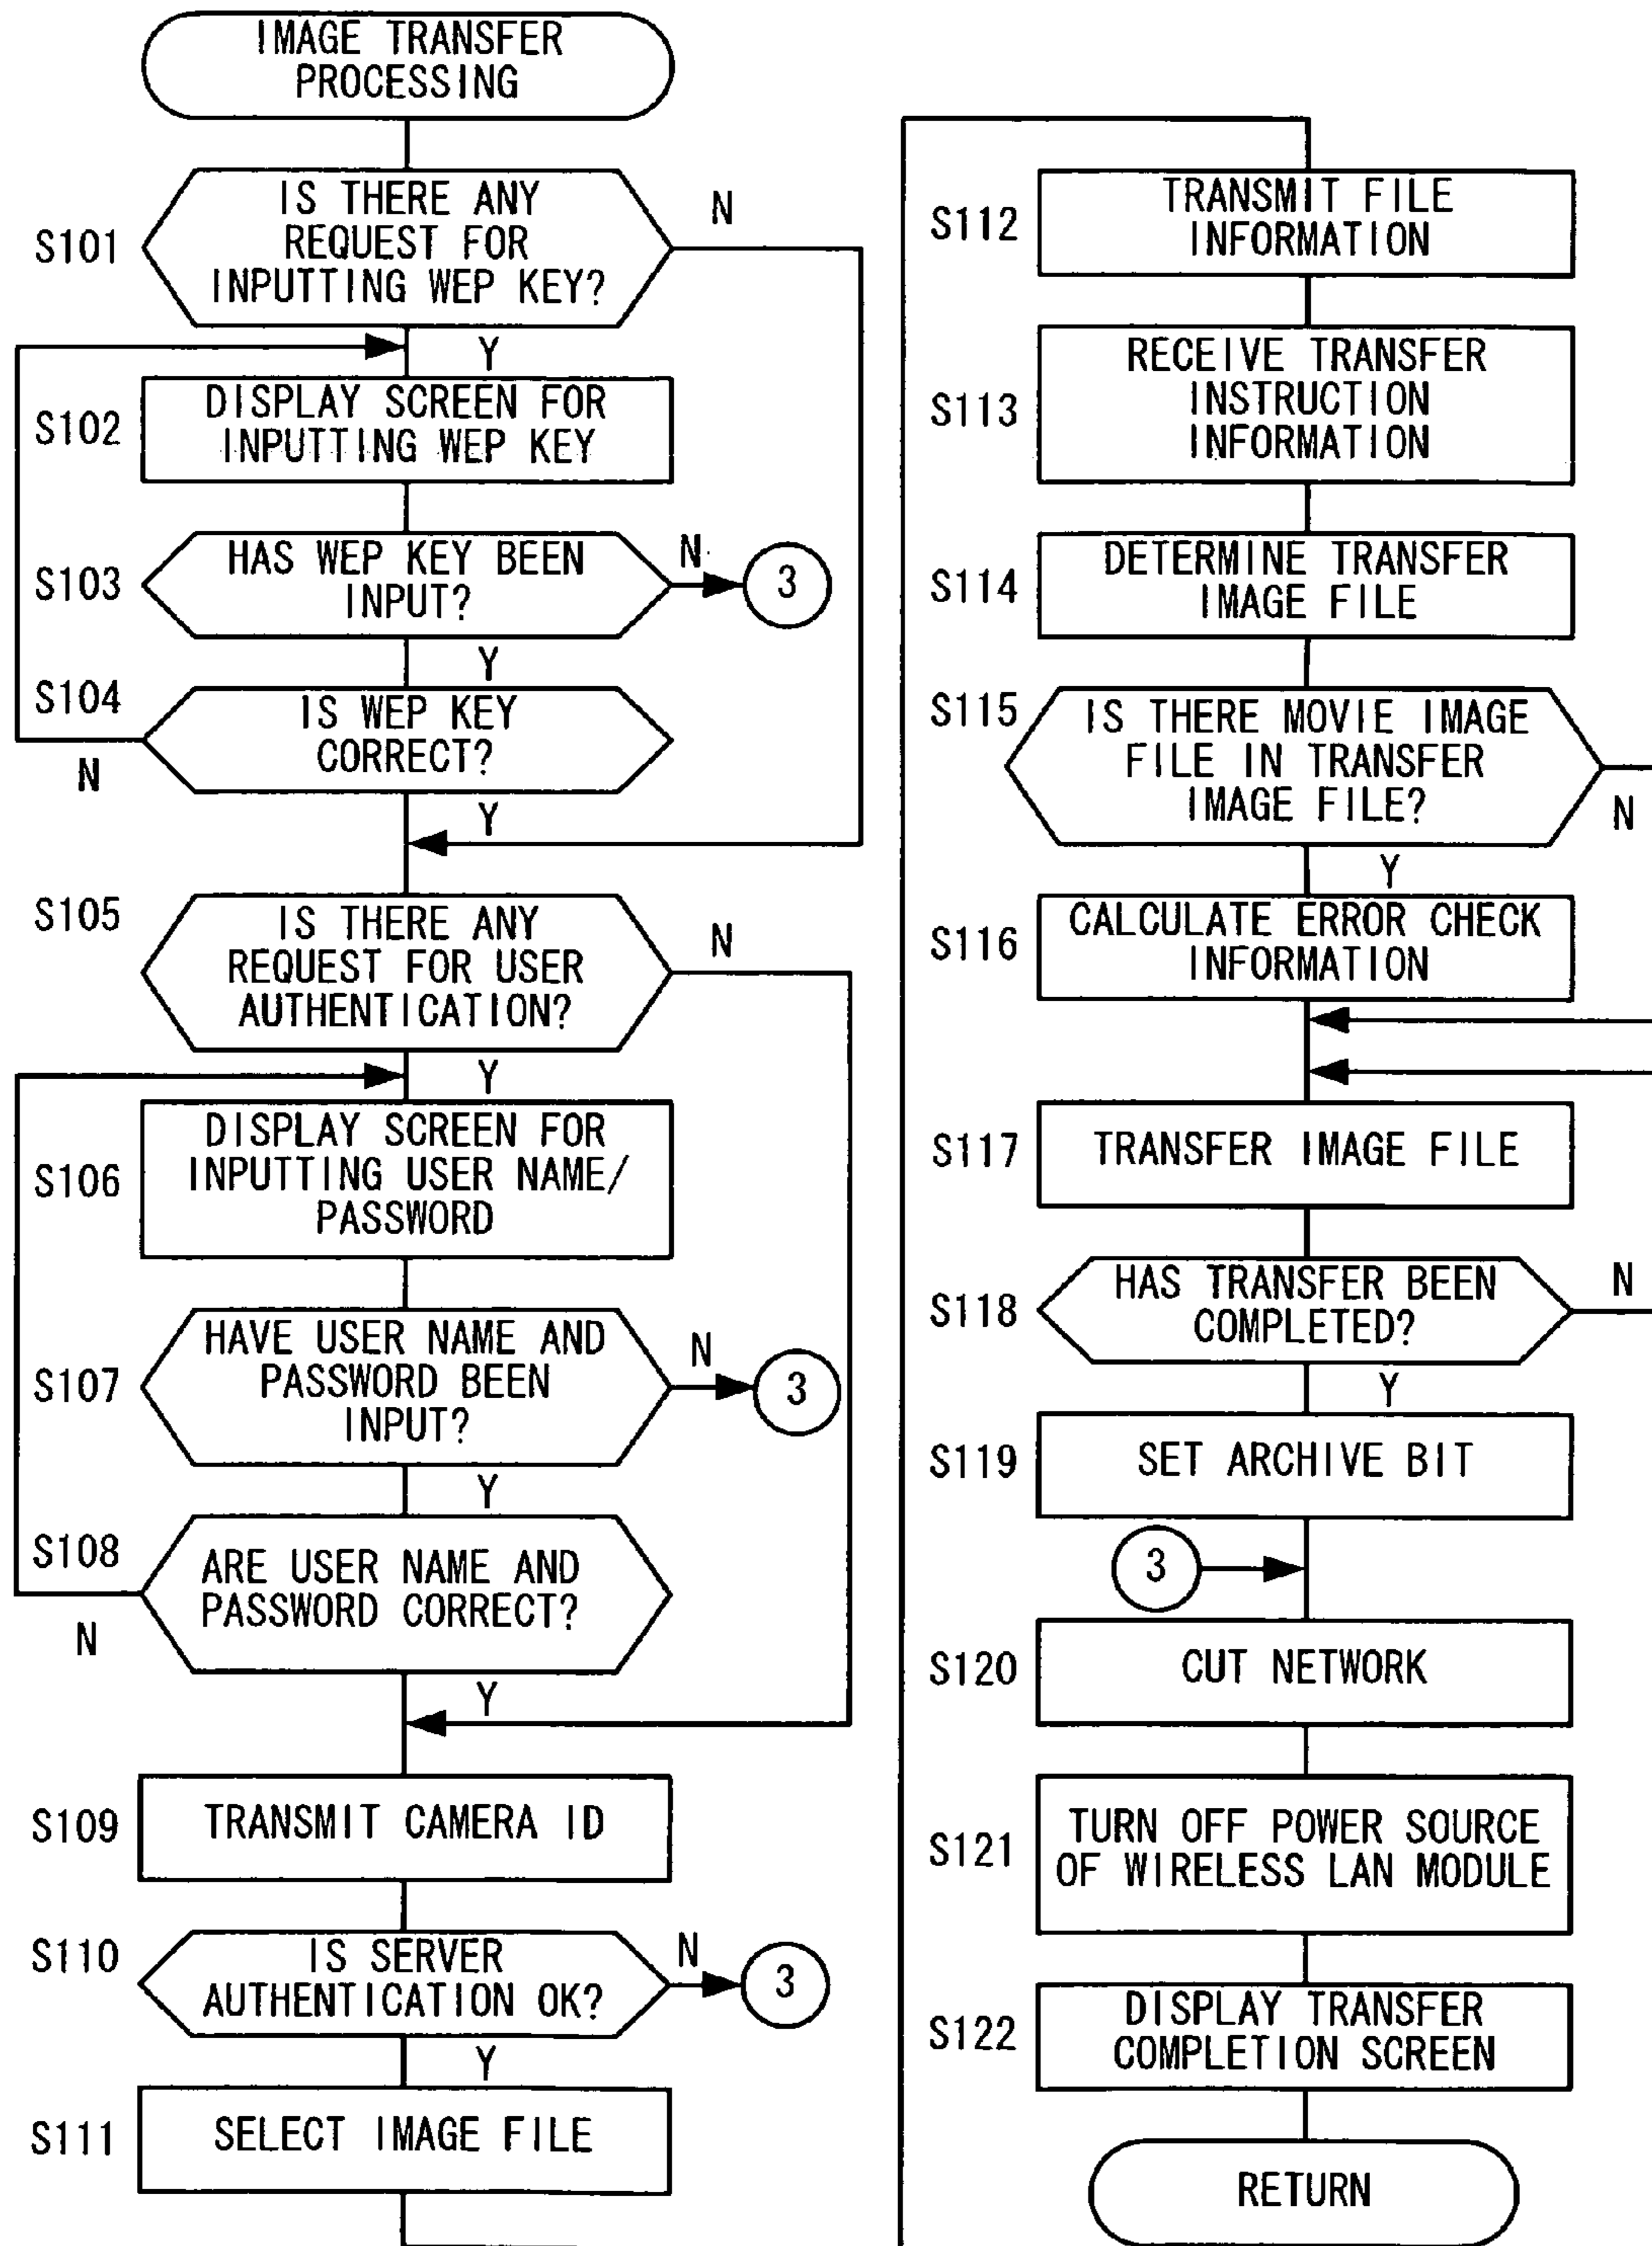 IMAGE TRANSFER
PROCESSING
S101
IS THERE ANY
REQUEST FOR
INPUTTING WEP KEY?
N
Y
S102
DISPLAY SCREEN FOR
INPUTTING WEP KEY
S103
HAS WEP KEY BEEN
INPUT?
N
3
Y
S104
IS WEP KEY
CORRECT?
N
Y
S105
IS THERE ANY
REQUEST FOR USER
AUTHENTICATION?
N
Y
S106
DISPLAY SCREEN FOR
INPUTTING USER NAME/
PASSWORD
S107
HAVE USER NAME AND
PASSWORD BEEN
INPUT?
N
3
Y
S108
ARE USER NAME AND
PASSWORD CORRECT?
N
Y
S109
TRANSMIT CAMERA ID
S110
IS SERVER
AUTHENTICATION OK?
N
3
Y
S111
SELECT IMAGE FILE
S112
TRANSMIT FILE
INFORMATION
S113
RECEIVE TRANSFER
INSTRUCTION
INFORMATION
S114
DETERMINE TRANSFER
IMAGE FILE
S115
IS THERE MOVIE IMAGE
FILE IN TRANSFER
IMAGE FILE?
N
Y
S116
CALCULATE ERROR CHECK
INFORMATION
S117
TRANSFER IMAGE FILE
S118
HAS TRANSFER BEEN
COMPLETED?
N
Y
S119
SET ARCHIVE BIT
3
S120
CUT NETWORK
S121
TURN OFF POWER SOURCE
OF WIRELESS LAN MODULE
S122
DISPLAY TRANSFER
COMPLETION SCREEN
RETURN